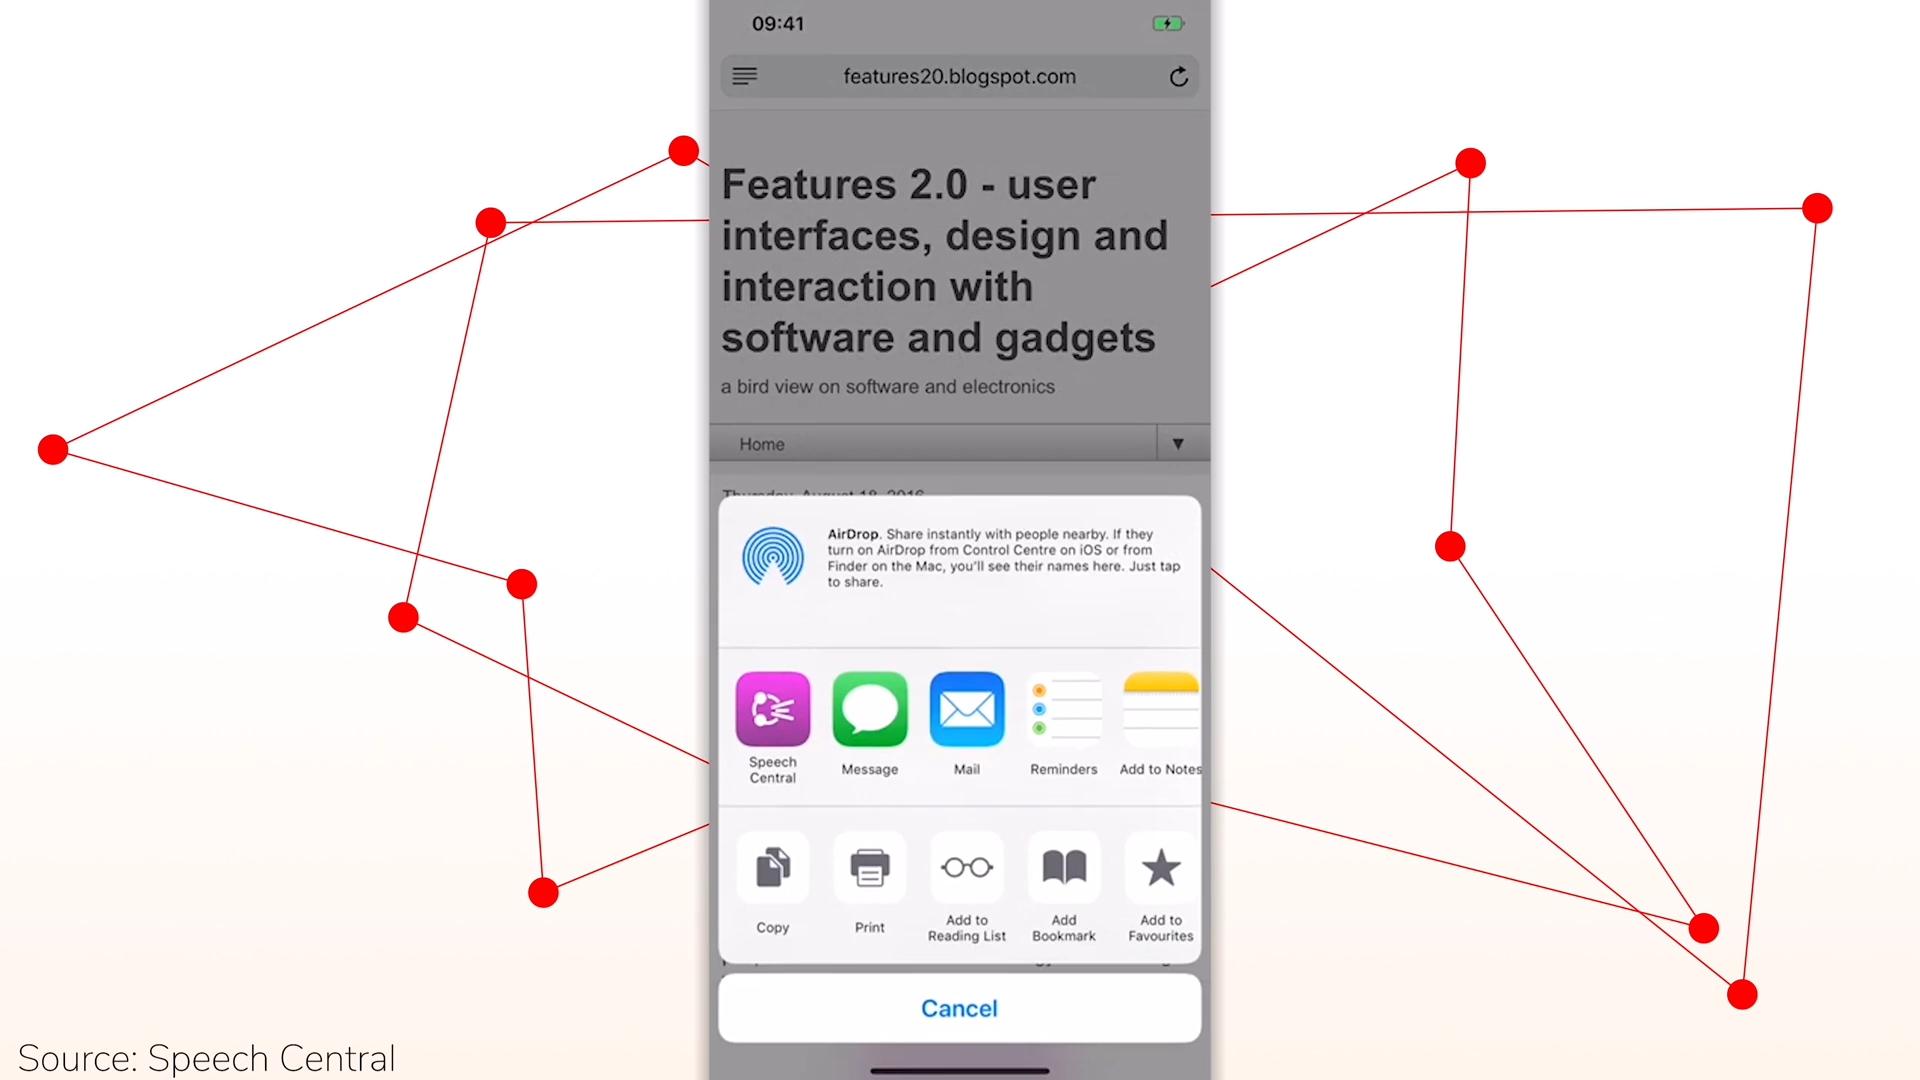 09:41
features20.blogspot.com
Features 2.0 - user
interfaces, design and
interaction with
software and gadgets
a bird view on software and electronics
Home
Thursday, August 18, 2016
AirDrop. Share instantly with people nearby. If they
turn on AirDrop from Control Centre on iOS or from
Finder on the Mac, you'll see their names here. Just tap
to share.
Speech
Central
Message
Mail
Reminders
Add to Notes
Copy
Print
Add to
Reading List
Add
Bookmark
Add to
Favourites
Cancel
Source: Speech Central